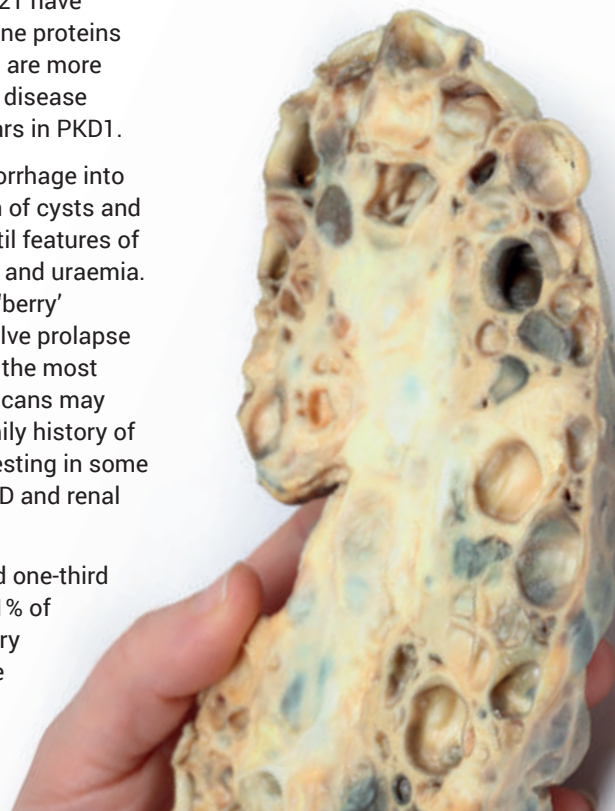 21 have
ne proteins
are more
disease
ars in PKD1.
orrhage into
of cysts and
til features of
and uraemia.
'berry'
lve prolapse
the most
cans may
ily history of
esting in some
D and renal
d one-third
% of
ry